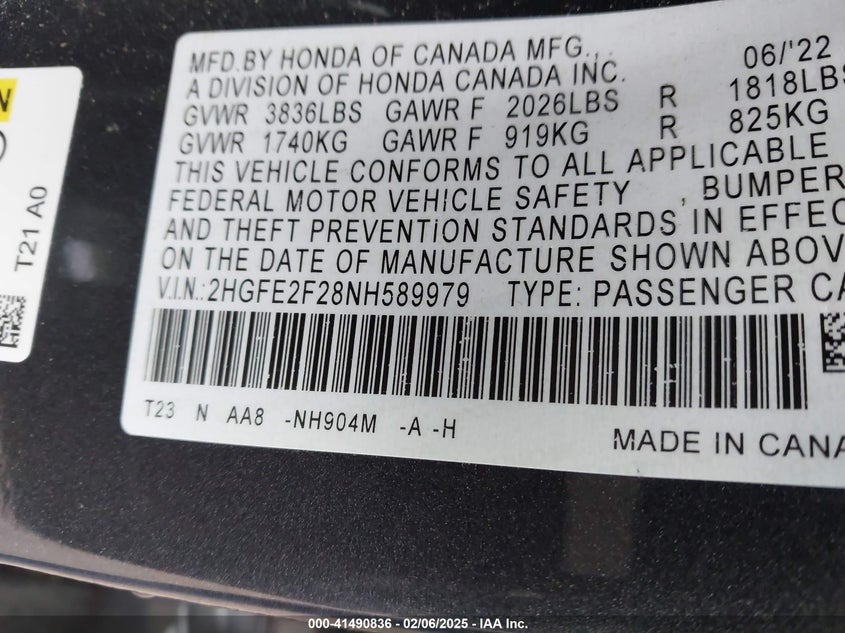 MFD.BY HONDA OF CANADA MFG., 06/'22
A DIVISION OF HONDA CANADA INC.
GVWR 3836LBS GAWR F 2026LBS R 1818LBS
GVWR 1740KG GAWR F 919KG R 825KG
THIS VEHICLE CONFORMS TO ALL APPLICABLE
FEDERAL MOTOR VEHICLE SAFETY , BUMPER
AND THEFT PREVENTION STANDARDS IN EFFEC
ON THE DATE OF MANUFACTURE SHOWN ABOV
V.I.N.:2HGFE2F28NH589979 TYPE: PASSENGER CA
T23 N AA8 -NH904M -A -H
MADE IN CANA
N
T21 A0
000-41490836 - 02/06/2025 - IAA Inc.